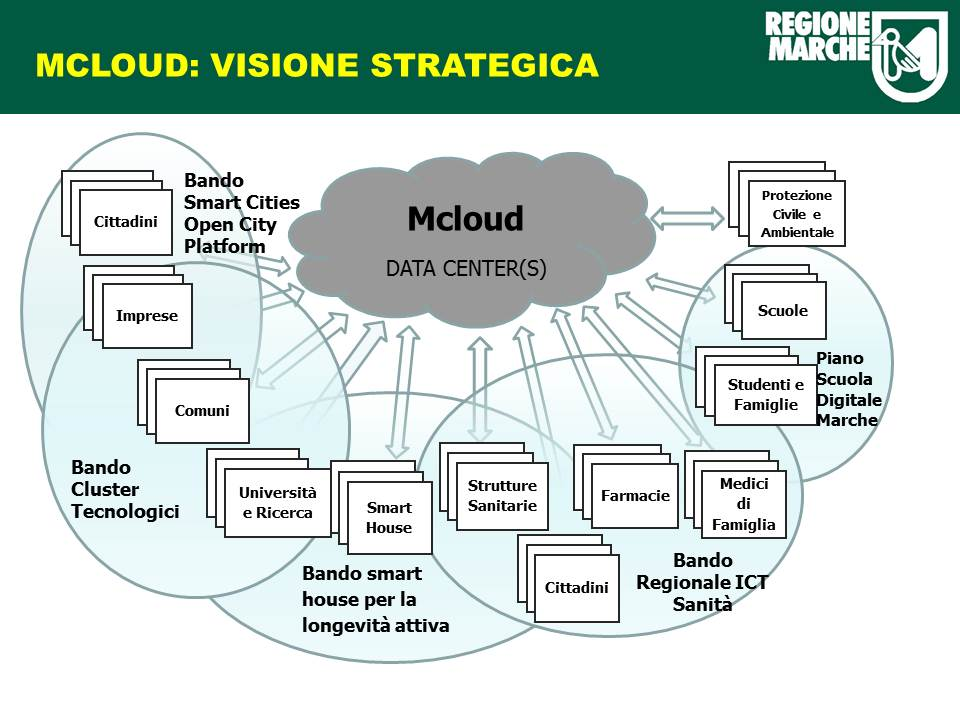 MCLOUD: VISIONE STRATEGICA
REGIONE
MARCHE
Cittadini
Bando
Smart Cities
Open City
Platform
Mcloud
DATA CENTER(S)
Protezione
Civile e
Ambientale
Imprese
Scuole
Comuni
Studenti e
Famiglie
Piano
Scuola
Digitale
Marche
Bando
Cluster
Tecnologici
Università
e Ricerca
Smart
House
Strutture
Sanitarie
Farmacie
Medici
di
Famiglia
Cittadini
Bando smart
house per la
longevità attiva
Bando
Regionale ICT
Sanità